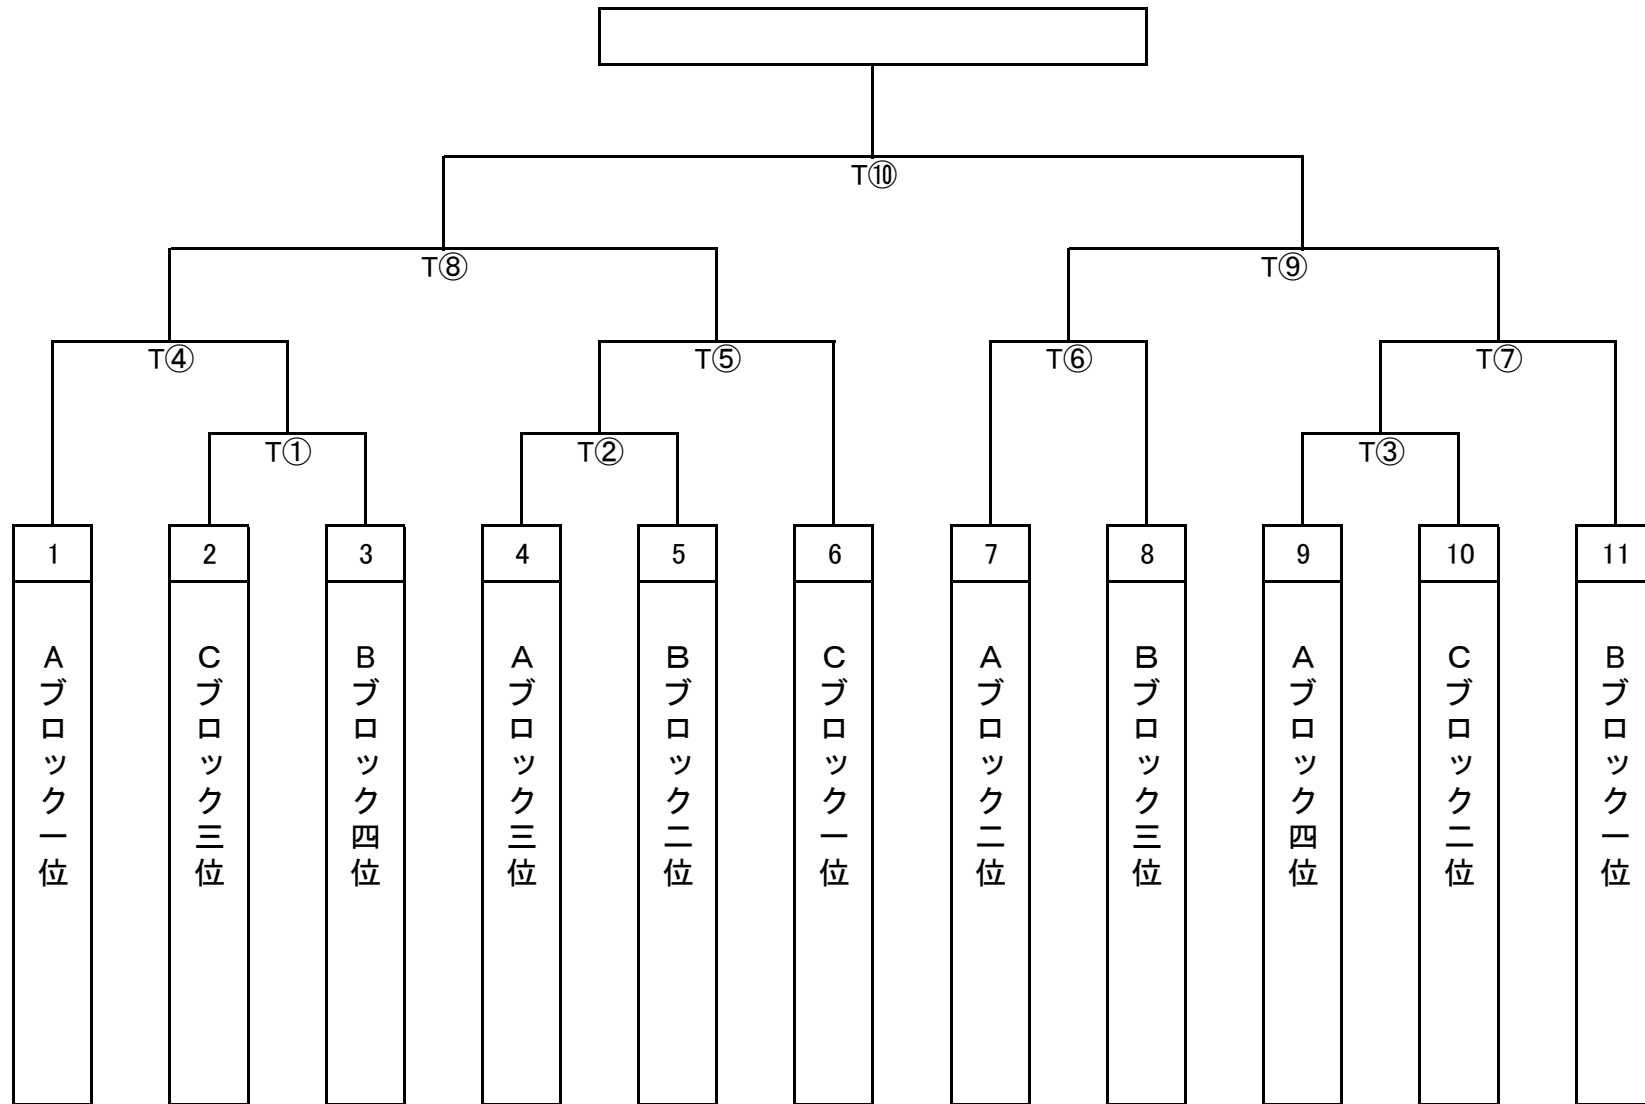 T⑩
T⑧
T⑨
T④
T⑤
T⑥
T⑦
T①
T②
T③
1
2
3
4
5
6
7
8
9
10
11
Aブロック一位
Cブロック三位
Bブロック四位
Aブロック三位
Bブロック二位
Cブロック一位
Aブロック二位
Bブロック三位
Aブロック四位
Cブロック二位
Bブロック一位